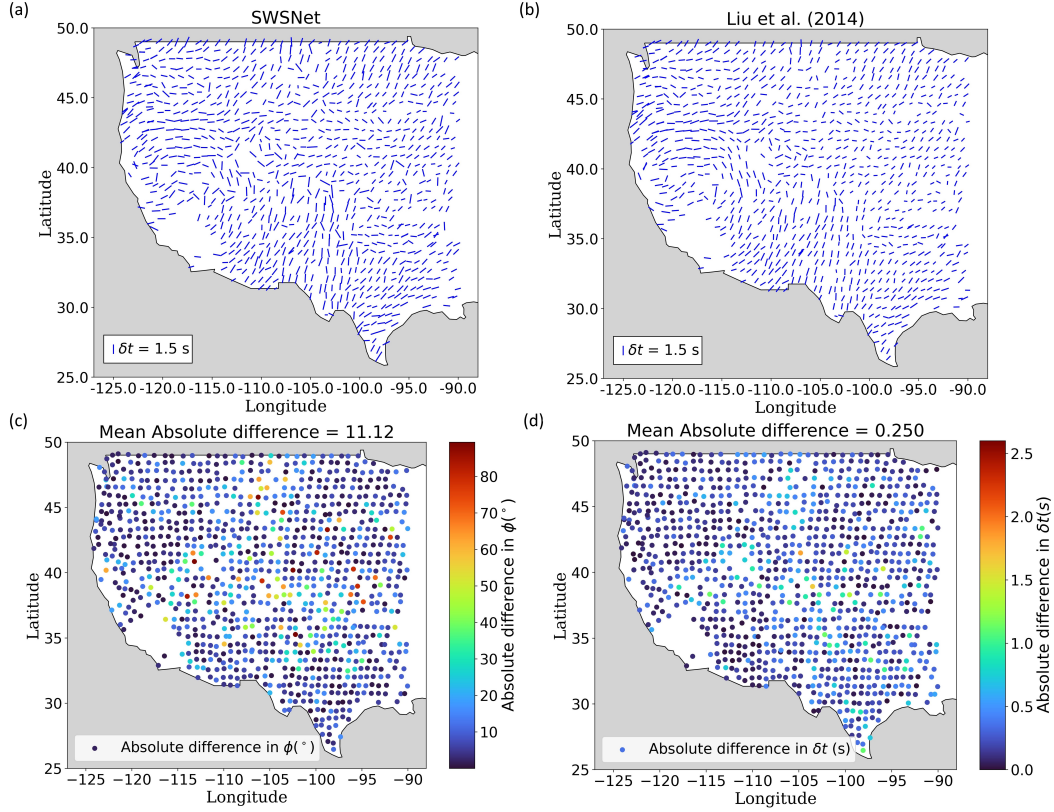 (a)
SWSNet
50.0
45.0
40.0
35.0
30.0
25.0
Latitude
δt = 1.5 s
-125.0 -120.0 -115.0 -110.0 -105.0 -100.0 -95.0 -90.0
Longitude
(b)
Liu et al. (2014)
50.0
45.0
40.0
35.0
30.0
25.0
Latitude
δt = 1.5 s
-125.0 -120.0 -115.0 -110.0 -105.0 -100.0 -95.0 -90.0
Longitude
(c)
Mean Absolute difference = 11.12
50
45
40
35
30
25
Latitude
Absolute difference in ϕ(°)
−125 −120 −115 −110 −105 −100 −95 −90
Longitude
80
70
60
50
40
30
20
10
Absolute difference in ϕ(°)
(d)
Mean Absolute difference = 0.250
50
45
40
35
30
25
Latitude
Absolute difference in δt (s)
−125 −120 −115 −110 −105 −100 −95 −90
Longitude
2.5
2.0
1.5
1.0
0.5
0.0
Absolute difference in δt(s)